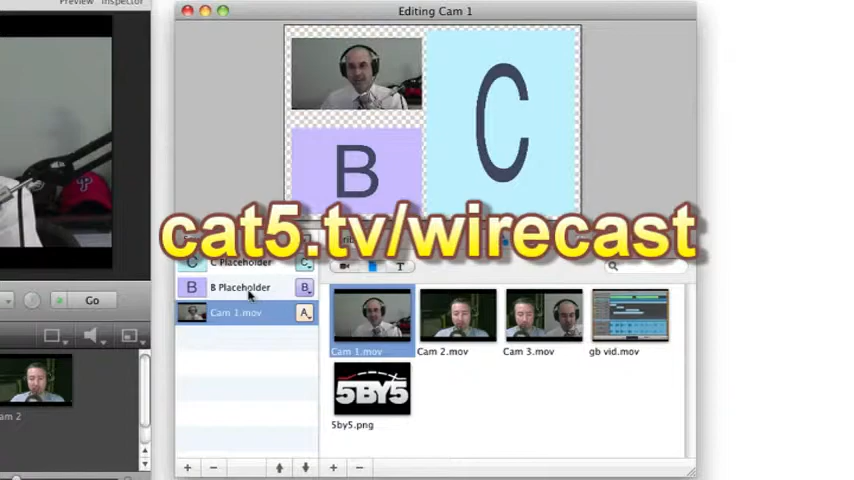 Preview Inspector
Editing Cam 1
C
B
cat5.tv/wirecast
C Placeholder
C
T
B
B Placeholder
B
Go
Cam 1.mov
A
Cam 1.mov
Cam 2.mov
Cam 3.mov
gb vid.mov
5BY5
am 2
5by5.png